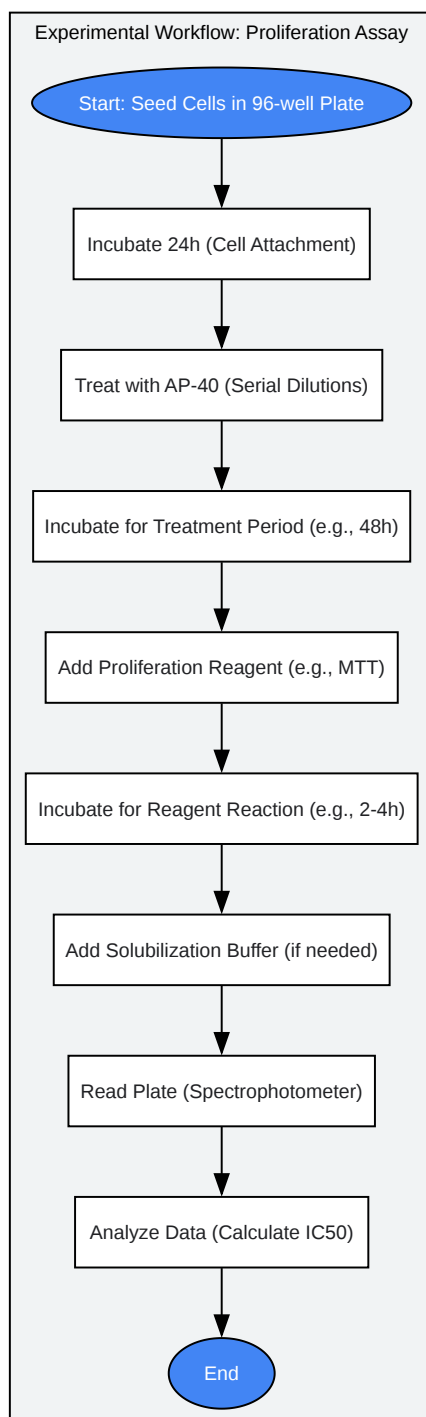 Experimental Workflow: Proliferation Assay
Start: Seed Cells in 96-well Plate
Incubate 24h (Cell Attachment)
Treat with AP-40 (Serial Dilutions)
Incubate for Treatment Period (e.g., 48h)
Add Proliferation Reagent (e.g., MTT)
Incubate for Reagent Reaction (e.g., 2-4h)
Add Solubilization Buffer (if needed)
Read Plate (Spectrophotometer)
Analyze Data (Calculate IC50)
End